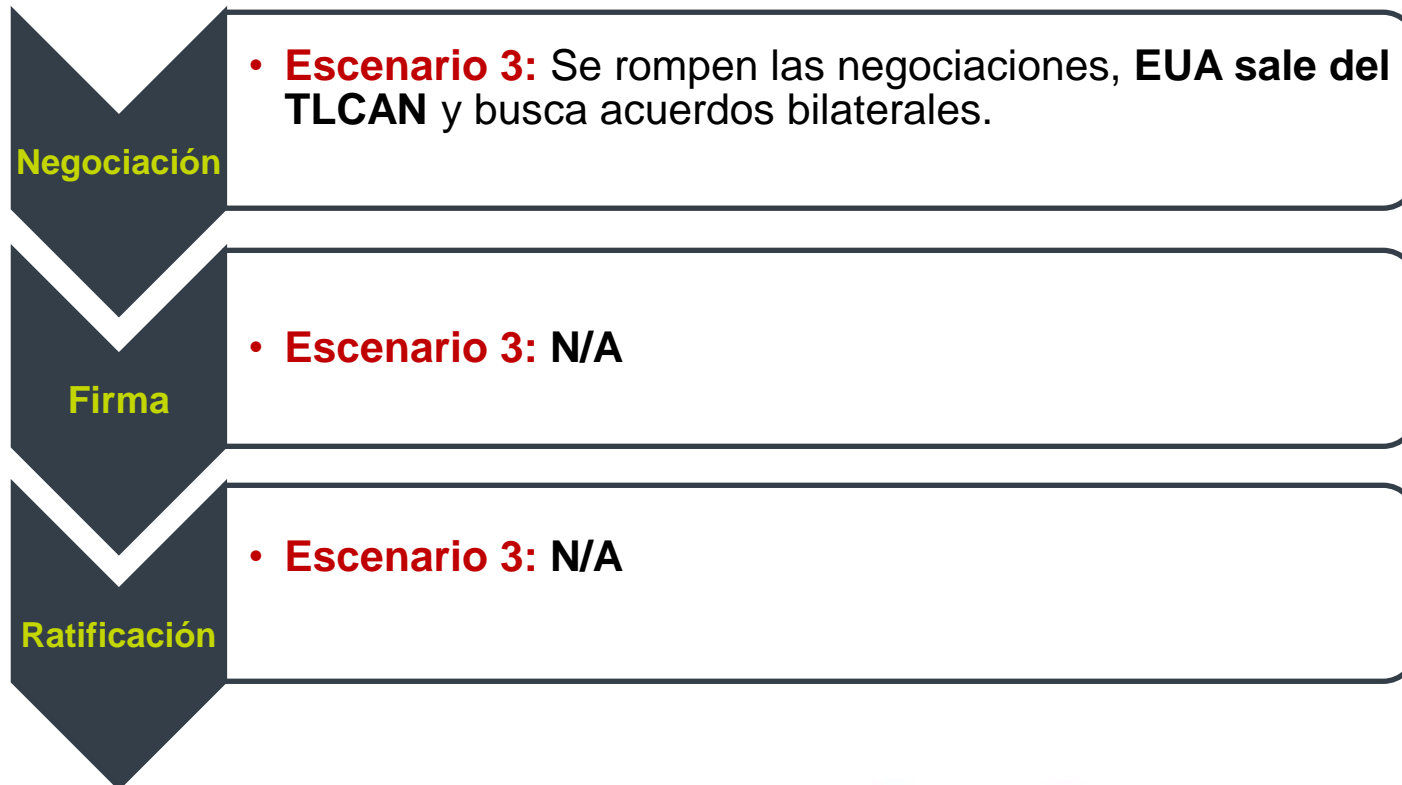 Negociación
• Escenario 3: Se rompen las negociaciones, EUA sale del
TLCAN y busca acuerdos bilaterales.
Firma
• Escenario 3: N/A
Ratificación
• Escenario 3: N/A